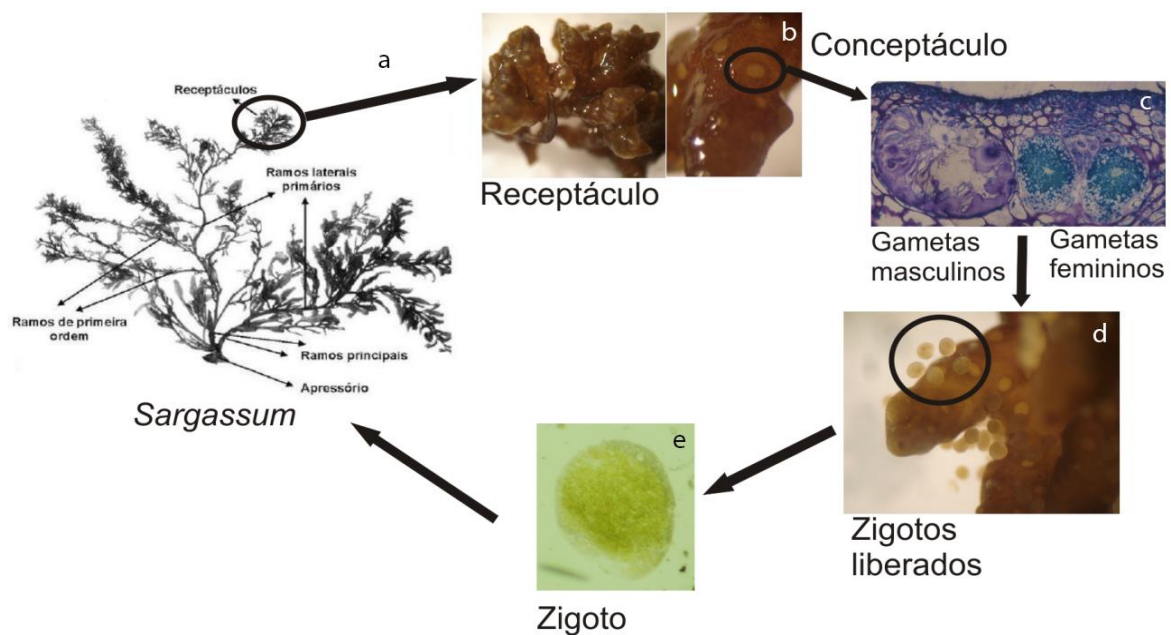 a
Receptáculos
Ramos laterais
primários
Ramos de primeira
ordem
Ramos principais
Apressório
Sargassum
Receptáculo
b
Conceptáculo
c
Gametas
masculinos
Gametas
femininos
d
Zigotos
liberados
e
Zigoto